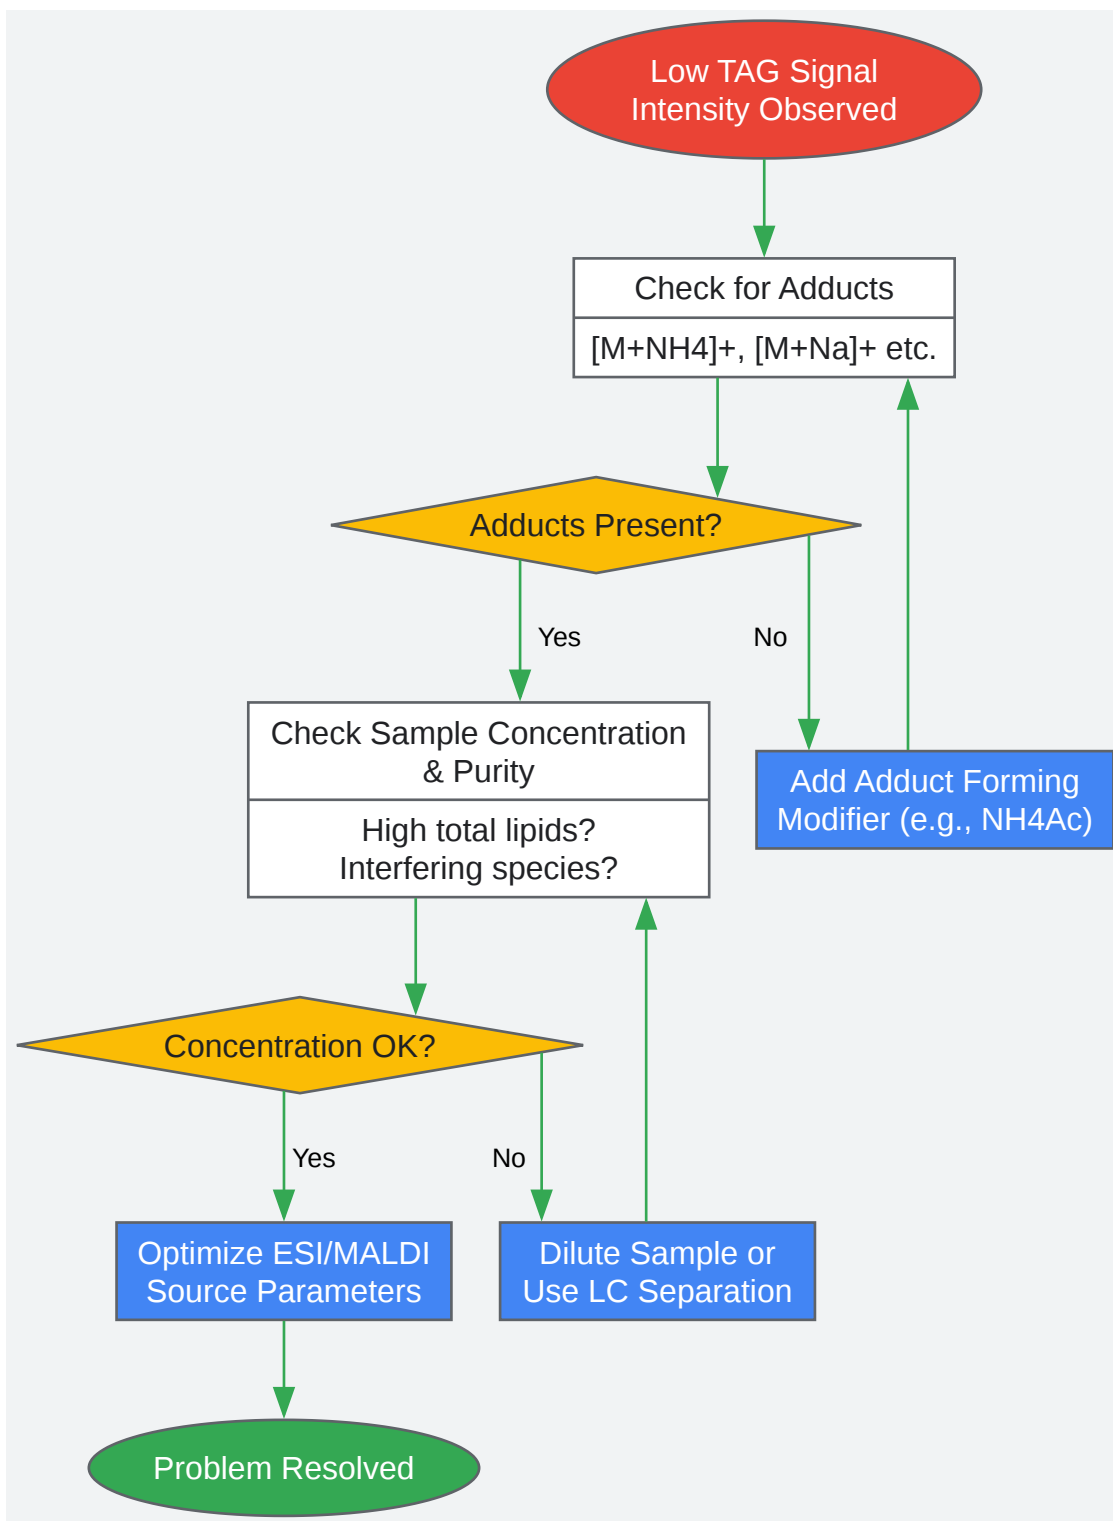 Low TAG Signal
Intensity Observed
Check for Adducts
[M+NH4]+, [M+Na]+ etc.
Adducts Present?
Yes
No
Check Sample Concentration
& Purity
High total lipids?
Interfering species?
Add Adduct Forming
Modifier (e.g., NH4Ac)
Concentration OK?
Yes
No
Optimize ESI/MALDI
Source Parameters
Dilute Sample or
Use LC Separation
Problem Resolved